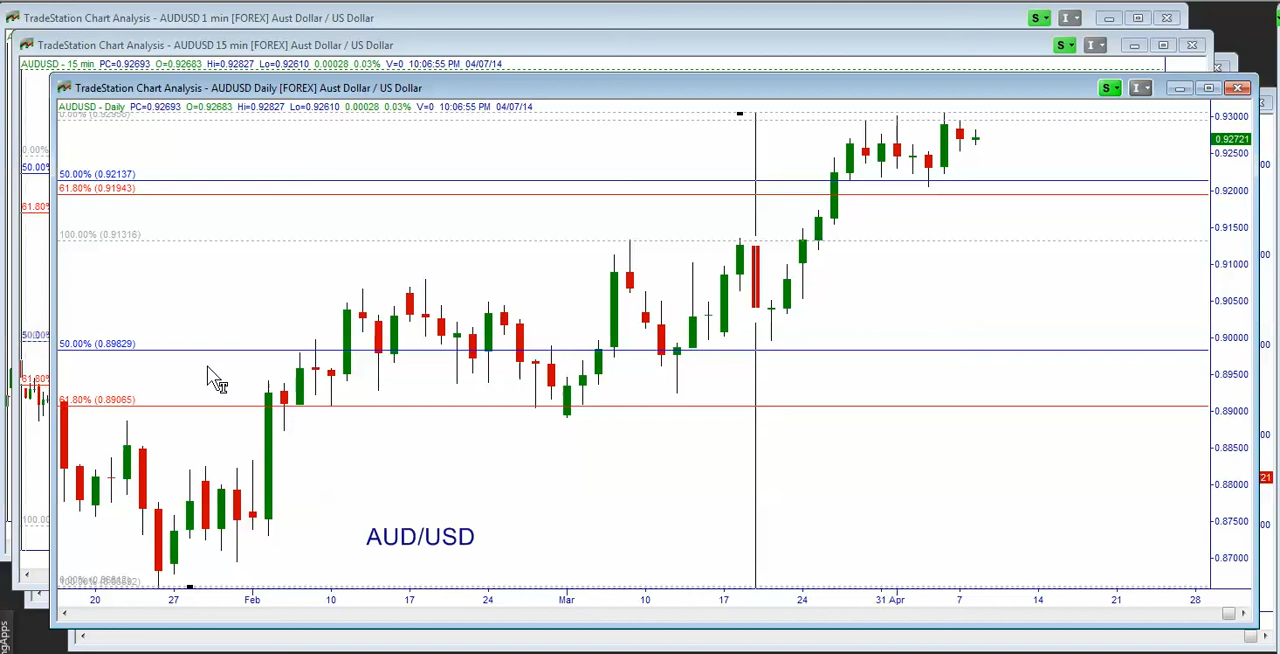 TradeStation Chart Analysis - AUDUSD 1 min [FOREX] Aust Dollar / US Dollar
S
I
TradeStation Chart Analysis - AUDUSD 15 min [FOREX] Aust Dollar / US Dollar
S
I
AUDUSD - 15 min PC=0.92693 O=0.92683 Hi=0.92827 Lo=0.92610 0.00028 0.03% V=0 10:06:55 PM 04/07/14
TradeStation Chart Analysis - AUDUSD Daily [FOREX] Aust Dollar / US Dollar
S
I
AUDUSD - Daily PC=0.92693 O=0.92683 Hi=0.92827 Lo=0.92610 0.00028 0.03% V=0 10:06:55 PM 04/07/14
0.93000
0.92721
0.92500
50.00% (0.92137)
61.80% (0.91943)
0.92000
0.91500
100.00% (0.91316)
0.91000
0.90500
0.90000
50.00% (0.89829)
0.89500
61.80% (0.89065)
0.89000
0.88500
0.88000
21
0.87500
AUD/USD
0.87000
20 27 Feb 10 17 24 Mar 10 17 24 31 Apr 7 14 21 28